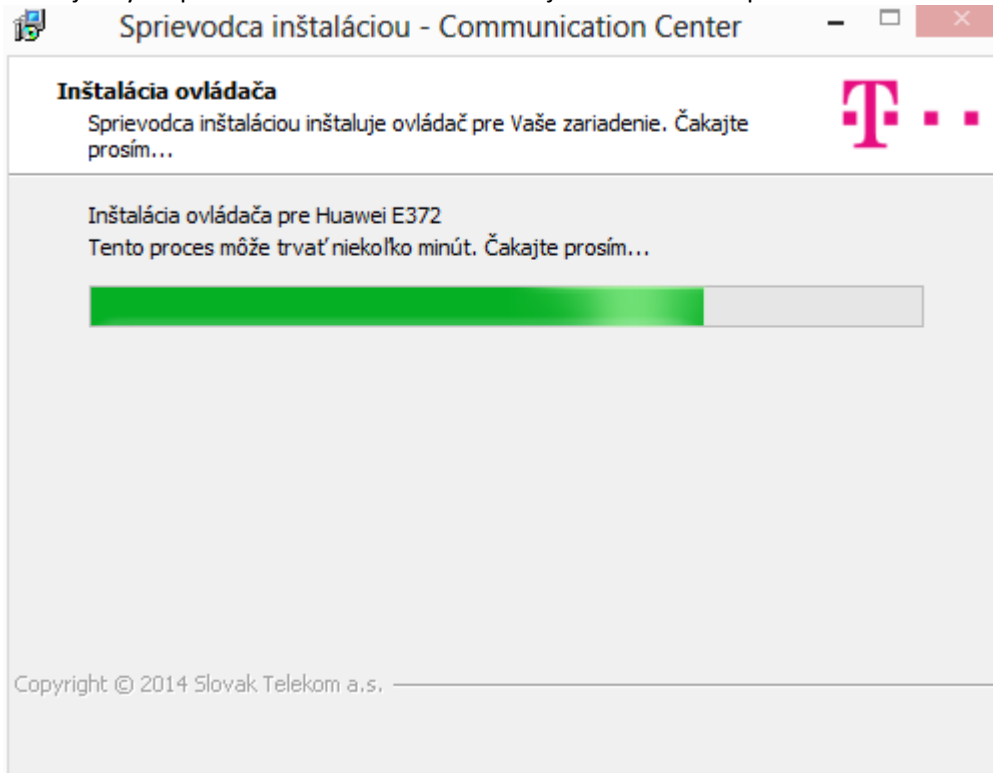 Sprievodca inštaláciou - Communication Center
Inštalácia ovládača
Sprievodca inštaláciou inštaluje ovládač pre Vaše zariadenie. Čakajte
prosím...
T
Inštalácia ovládača pre Huawei E372
Tento proces môže trvať niekoľko minút. Čakajte prosím...
Copyright © 2014 Slovak Telekom a.s.